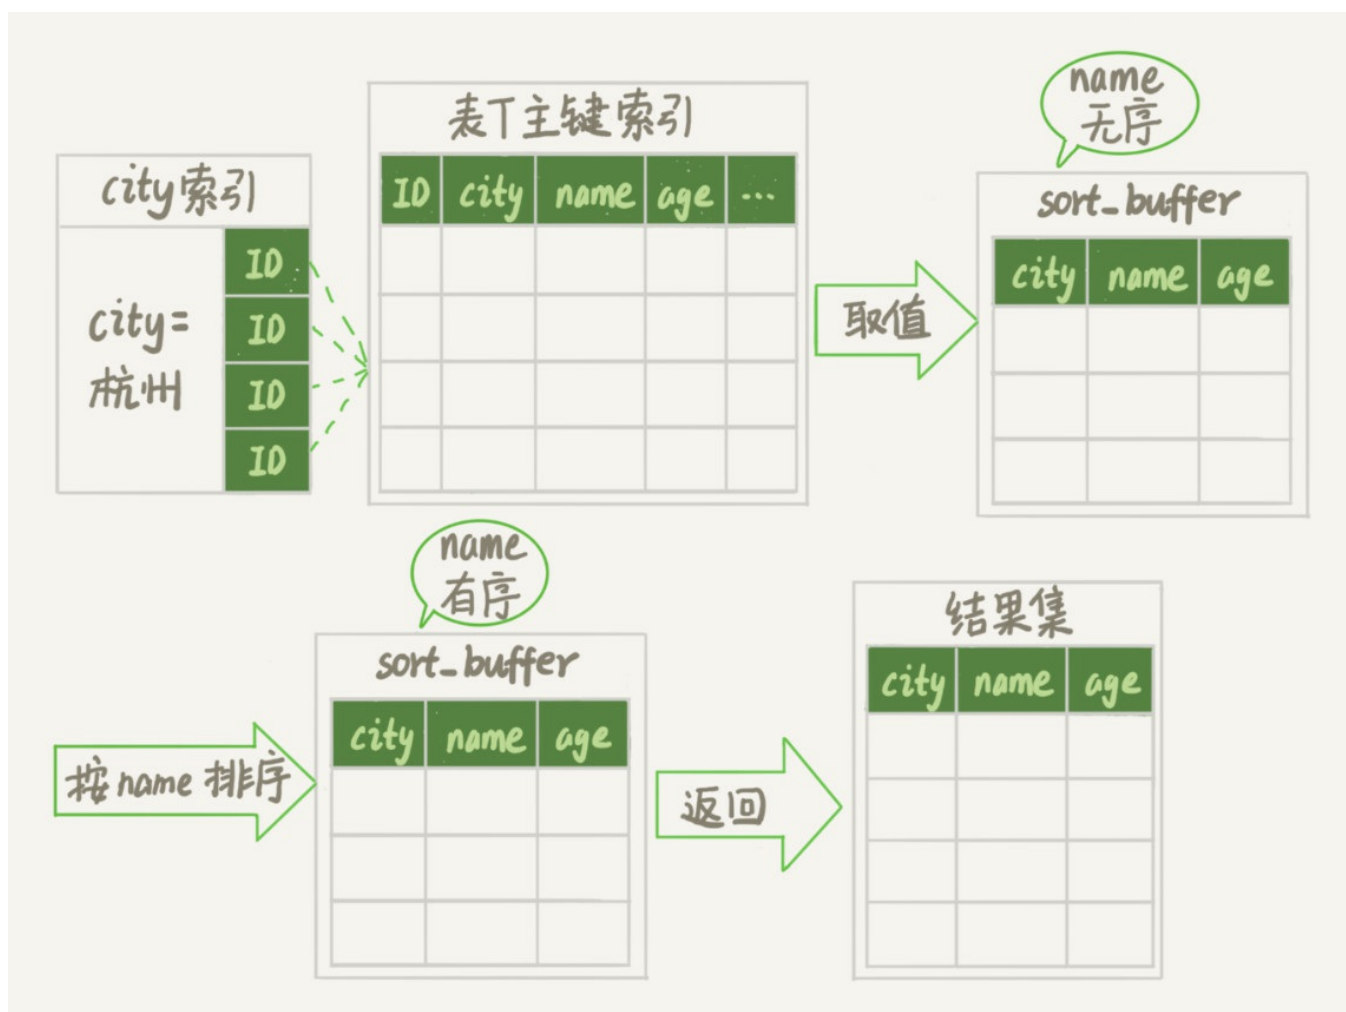 city索引
city=
杭州
ID
ID
ID
ID
表T主键索引
ID city name age ...
取值
name
无序
sort_buffer
city name age
按name排序
name
有序
sort_buffer
city name age
返回
结果集
city name age